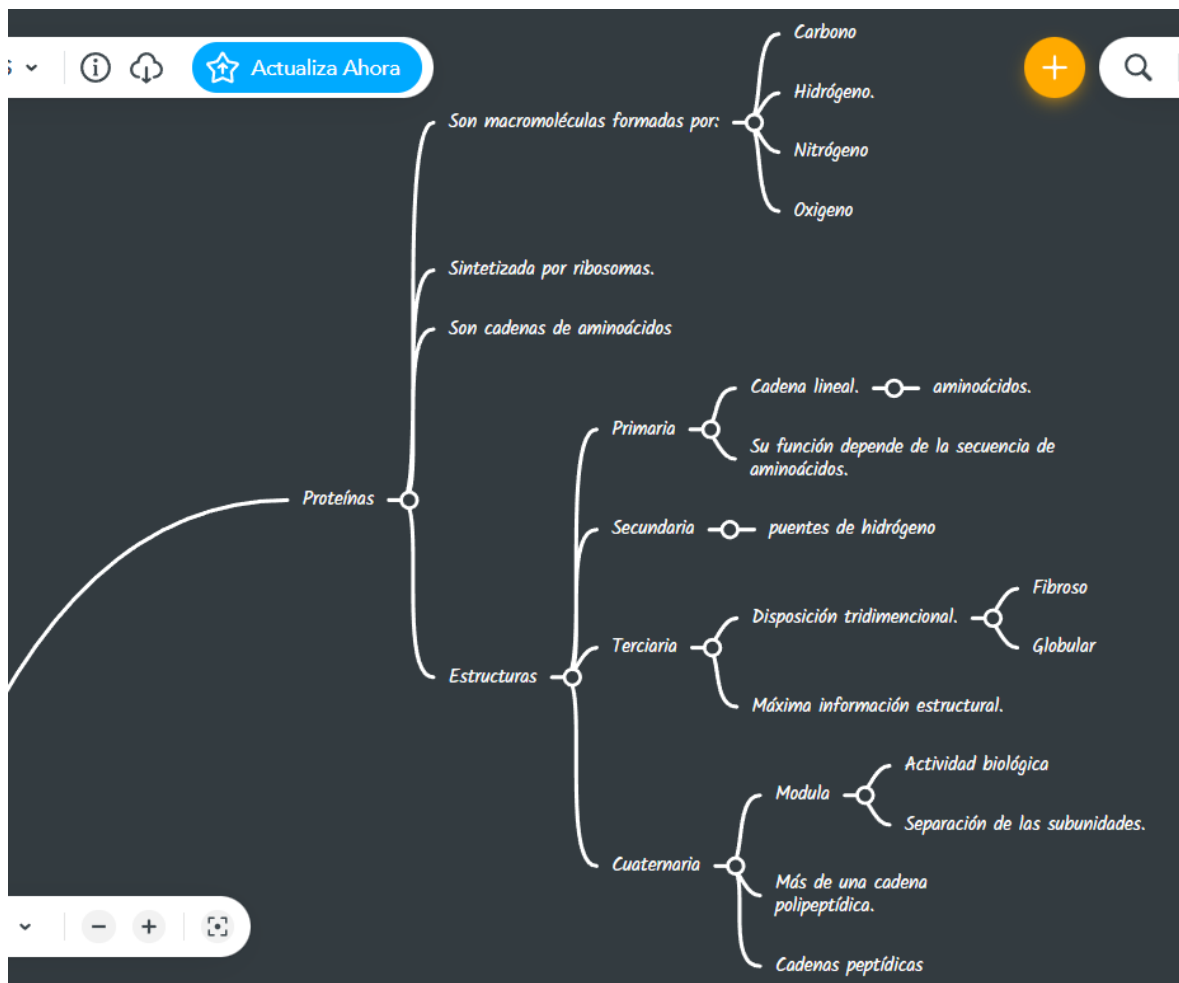 Actualiza Ahora
Carbono
Hidrógeno.
Son macromoléculas formadas por:
Nitrógeno
Oxigeno
Sintetizada por ribosomas.
Son cadenas de aminoácidos
Cadena lineal.
aminoácidos.
Primaria
Su función depende de la secuencia de
aminoácidos.
Proteínas
Secundaria
puentes de hidrógeno
Fibroso
Disposición tridimencional.
Terciaria
Globular
Estructuras
Máxima información estructural.
Actividad biológica
Modula
Separación de las subunidades.
Cuaternaria
Más de una cadena
polipeptídica.
Cadenas peptídicas